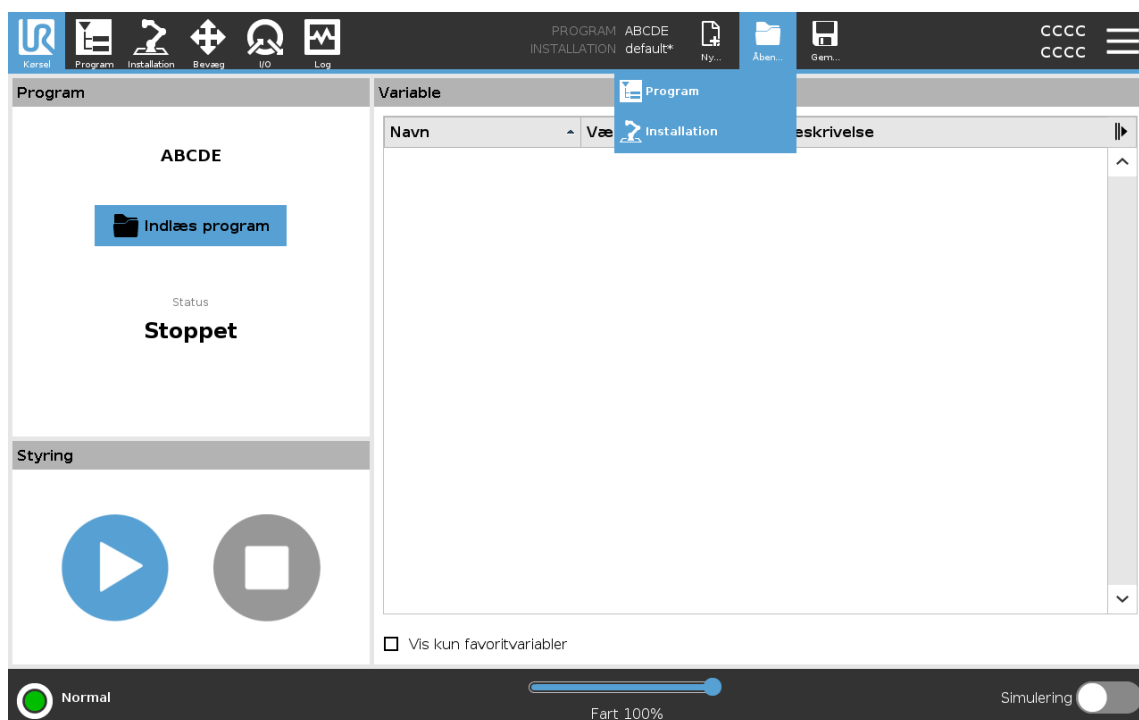 UR
Kørsel
Program
Installation
Bevæg
I/O
Log
PROGRAM ABCDE
INSTALLATION default*
Ny...
Åben...
Gem...
CCCC
CCCC
Program
Installation
Program
ABCDE
Indlæs program
Status
Stoppet
Styring
Variable
Navn
Væ
eskrivelse
Vis kun favoritvariabler
Normal
Fart 100%
Simulering